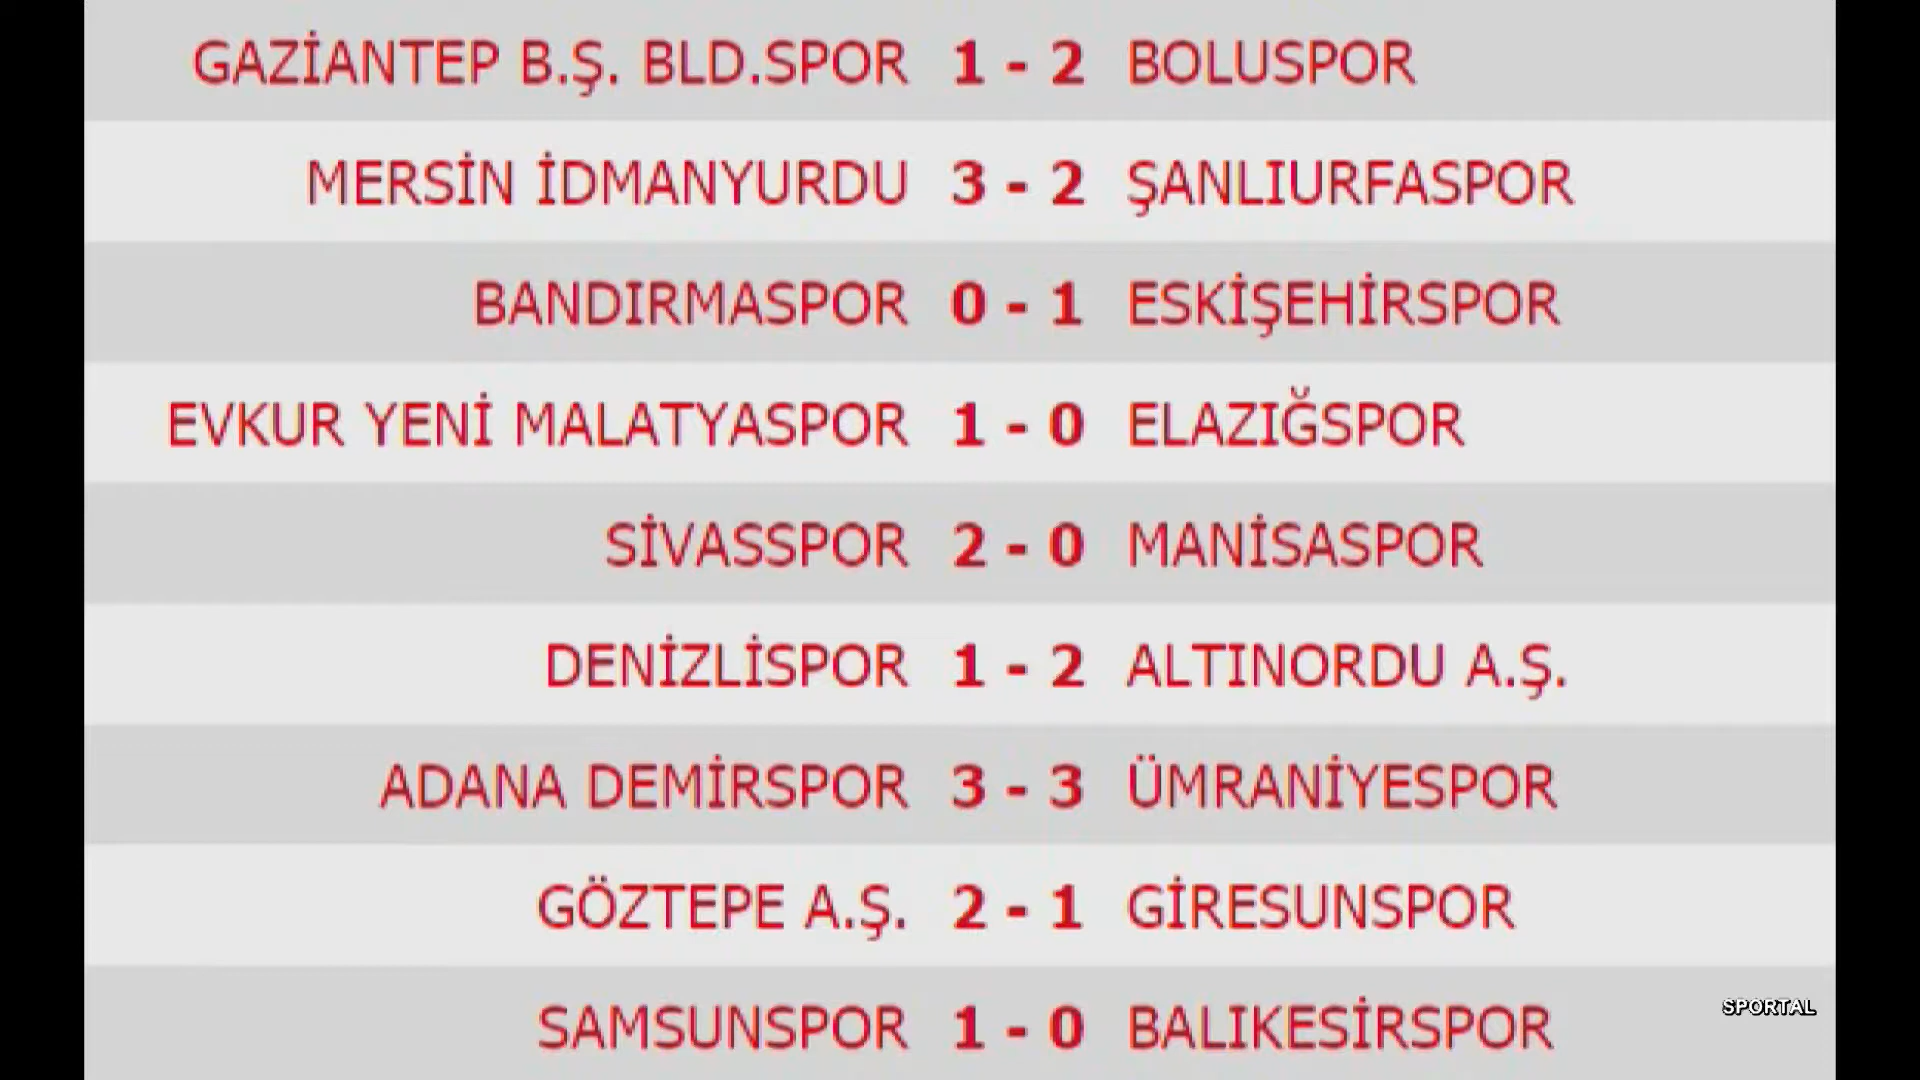 GAZİANTEP B.Ş. BLD.SPOR 1 - 2 BOLUSPOR
MERSİN İDMANYURDU 3 - 2 ŞANLIURFASPOR
BANDIRMASPOR 0 - 1 ESKİŞEHİRSPOR
EVKUR YENİ MALATYASPOR 1 - 0 ELAZIĞSPOR
SİVASSPOR 2 - 0 MANİSASPOR
DENİZLİSPOR 1 - 2 ALTINORDU A.Ş.
ADANA DEMİRSPOR 3 - 3 ÜMRANİYESPOR
GÖZTEPE A.Ş. 2 - 1 GİRESUNSPOR
SAMSUNSPOR 1 - 0 BALIKESİRSPOR
SPORTAL